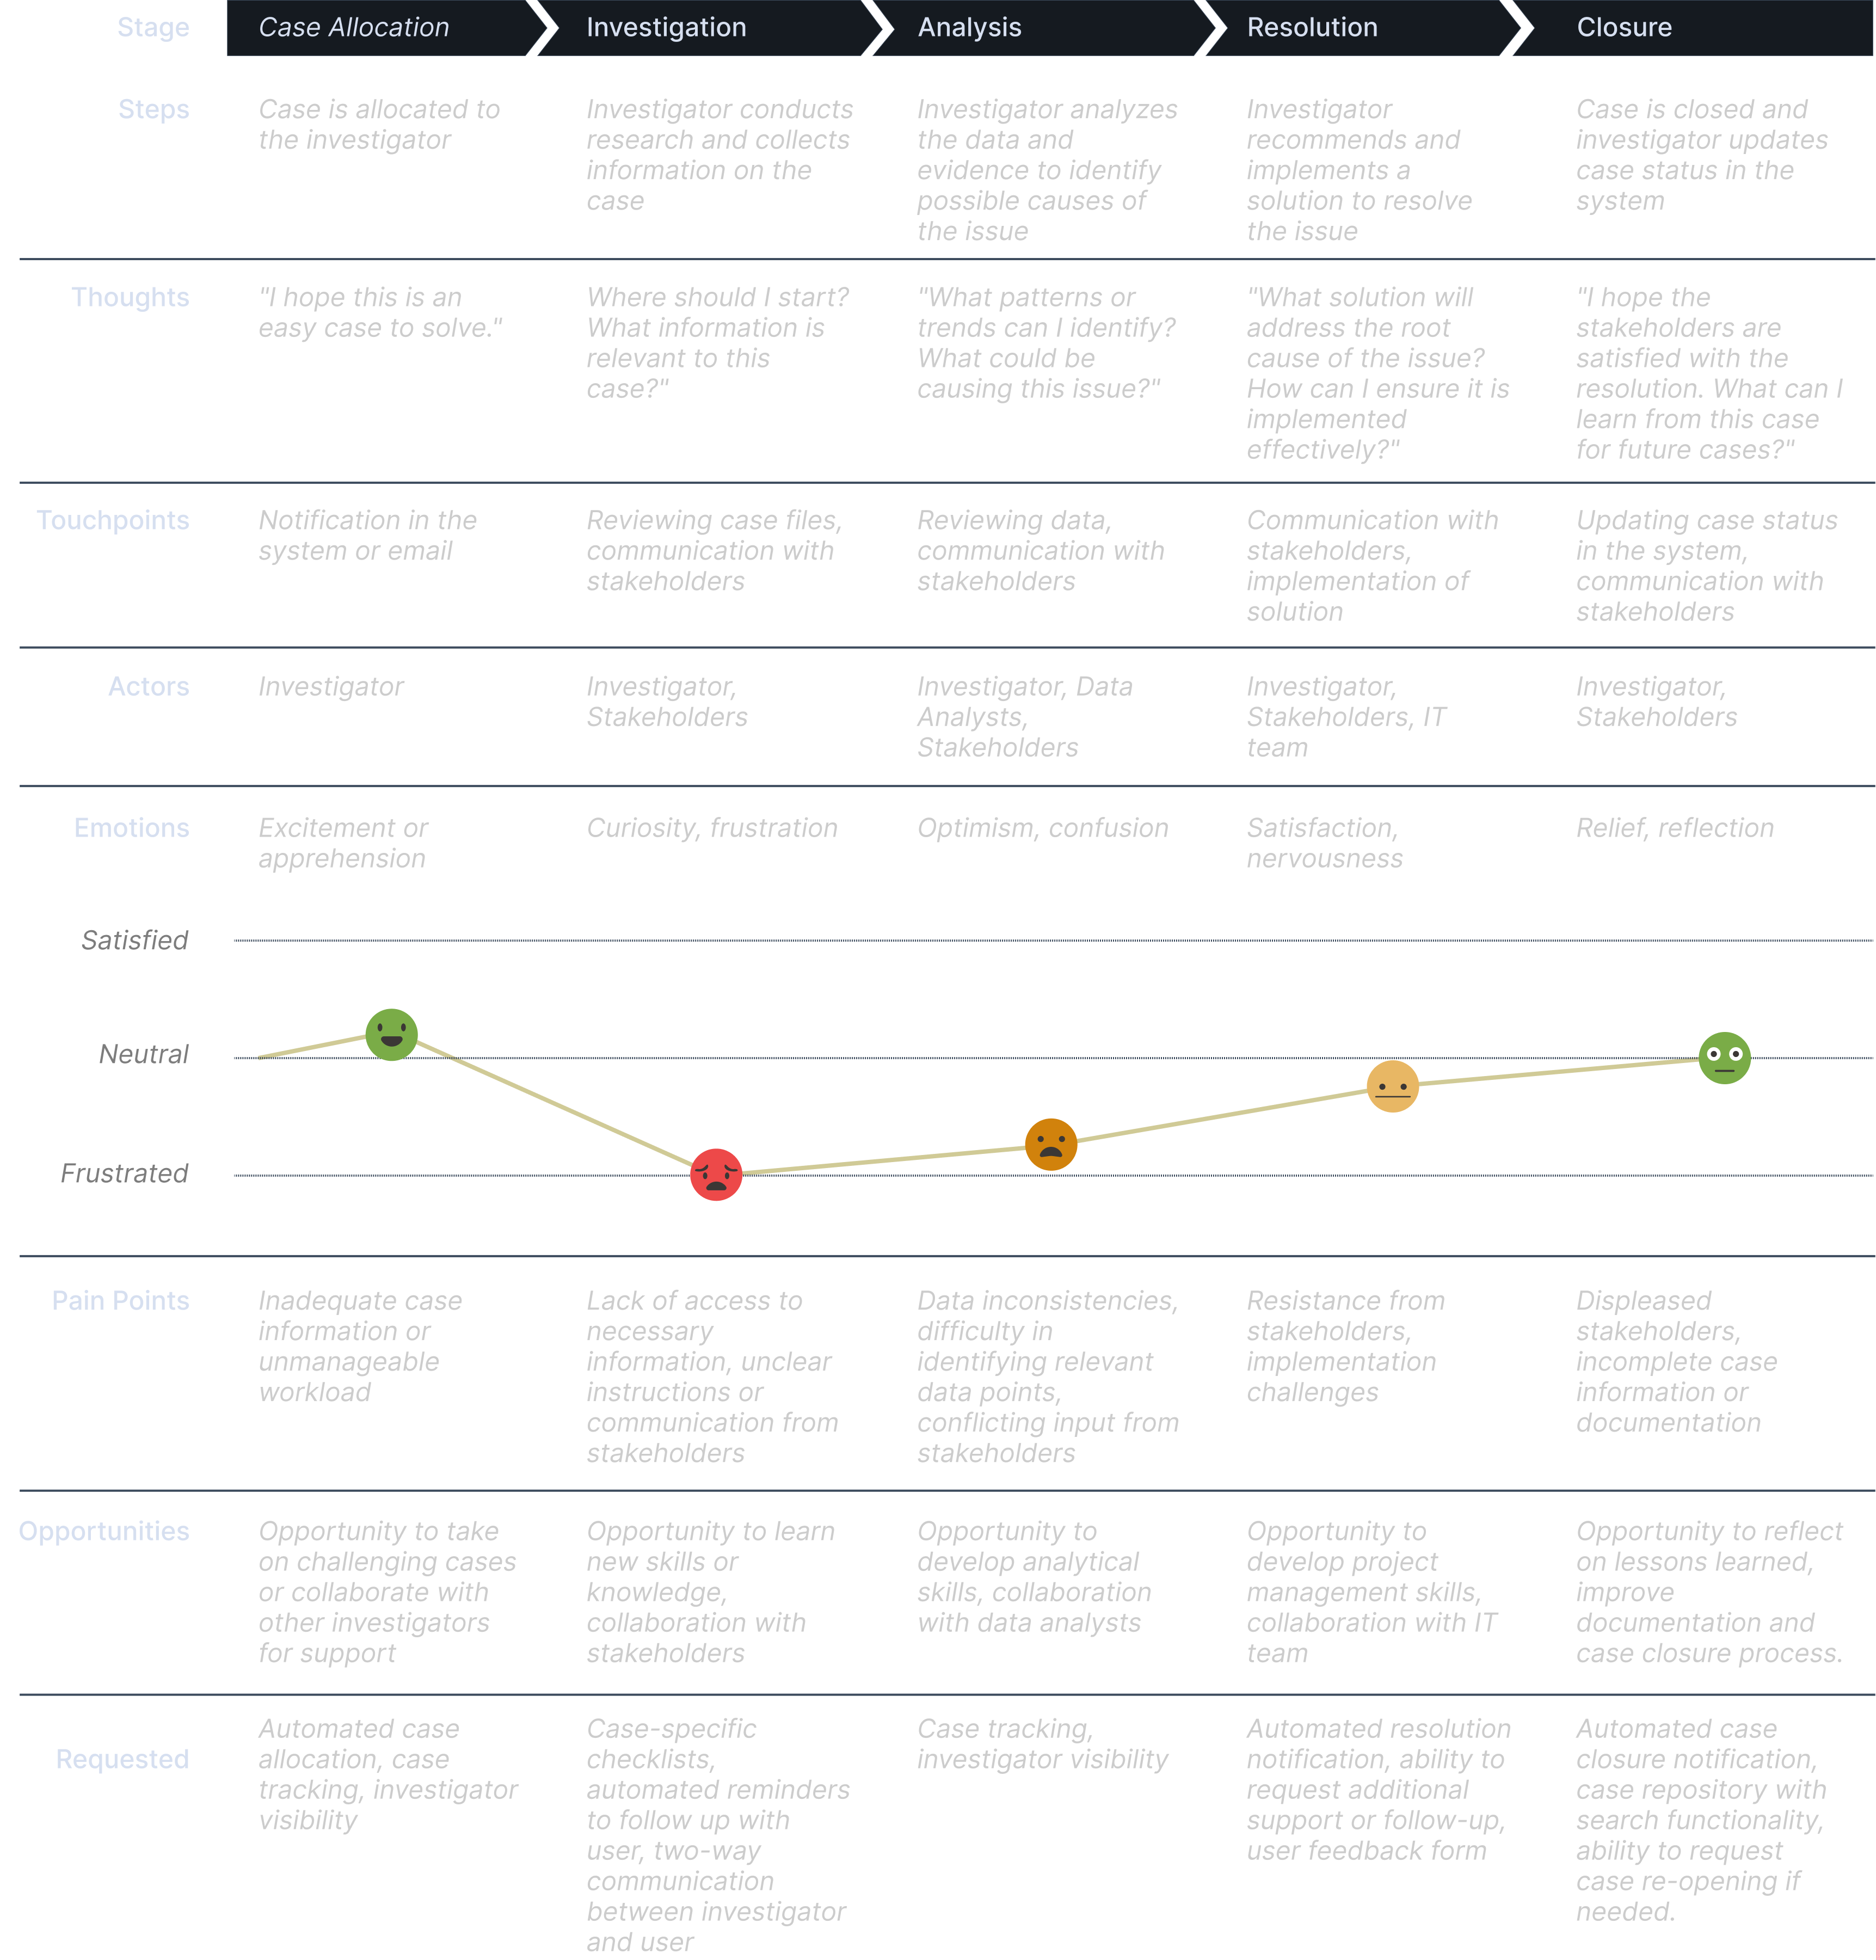 Stage
Case Allocation
Investigation
Analysis
Resolution
Closure
Steps
Case is allocated to
the investigator
Investigator conducts
research and collects
information on the
case
Investigator analyzes
the data and
evidence to identify
possible causes of
the issue
Investigator
recommends and
implements a
solution to resolve
the issue
Case is closed and
investigator updates
case status in the
system
Thoughts
"I hope this is an
easy case to solve."
Where should I start?
What information is
relevant to this
case?"
"What patterns or
trends can I identify?
What could be
causing this issue?"
"What solution will
address the root
cause of the issue?
How can I ensure it is
implemented
effectively?"
"I hope the
stakeholders are
satisfied with the
resolution. What can I
learn from this case
for future cases?"
Touchpoints
Notification in the
system or email
Reviewing case files,
communication with
stakeholders
Reviewing data,
communication with
stakeholders
Communication with
stakeholders,
implementation of
solution
Updating case status
in the system,
communication with
stakeholders
Actors
Investigator
Investigator,
Stakeholders
Investigator, Data
Analysts,
Stakeholders
Investigator,
Stakeholders, IT
team
Investigator,
Stakeholders
Emotions
Excitement or
apprehension
Curiosity, frustration
Optimism, confusion
Satisfaction,
nervousness
Relief, reflection
Satisfied
Neutral
Frustrated
Pain Points
Inadequate case
information or
unmanageable
workload
Lack of access to
necessary
information, unclear
instructions or
communication from
stakeholders
Data inconsistencies,
difficulty in
identifying relevant
data points,
conflicting input from
stakeholders
Resistance from
stakeholders,
implementation
challenges
Displeased
stakeholders,
incomplete case
information or
documentation
Opportunities
Opportunity to take
on challenging cases
or collaborate with
other investigators
for support
Opportunity to learn
new skills or
knowledge,
collaboration with
stakeholders
Opportunity to
develop analytical
skills, collaboration
with data analysts
Opportunity to
develop project
management skills,
collaboration with IT
team
Opportunity to reflect
on lessons learned,
improve
documentation and
case closure process.
Requested
Automated case
allocation, case
tracking, investigator
visibility
Case-specific
checklists,
automated reminders
to follow up with
user, two-way
communication
between investigator
and user
Case tracking,
investigator visibility
Automated resolution
notification, ability to
request additional
support or follow-up,
user feedback form
Automated case
closure notification,
case repository with
search functionality,
ability to request
case re-opening if
needed.